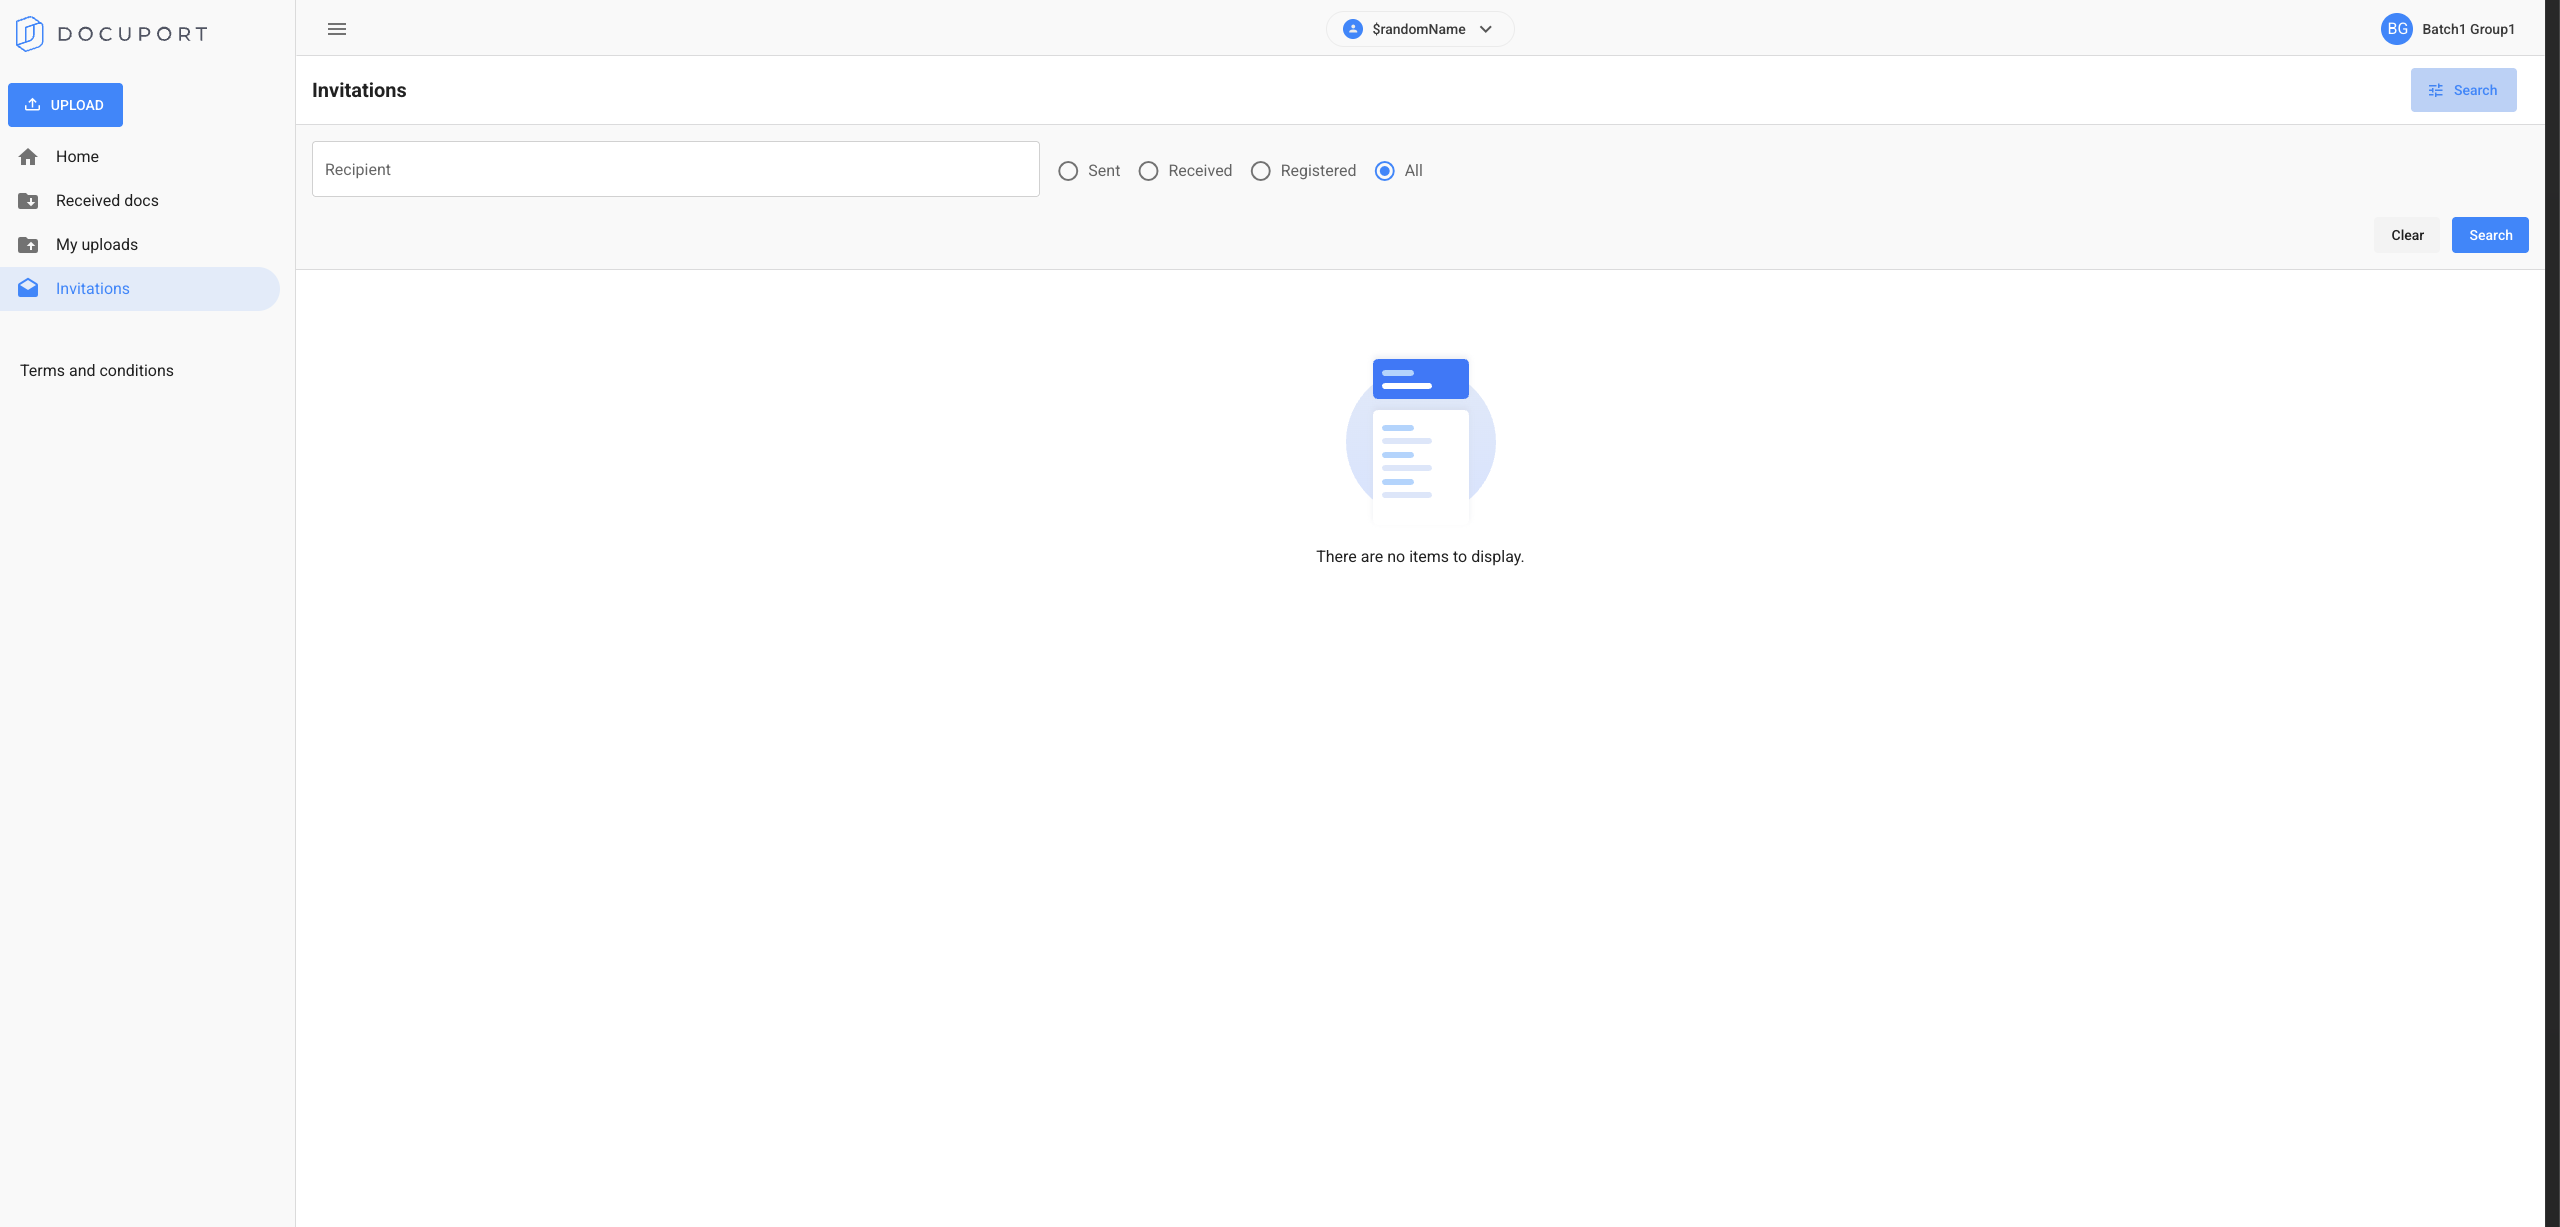 DOCUPORT
$randomName
BG Batch1 Group1
UPLOAD
Home
Received docs
My uploads
Invitations
Terms and conditions
Invitations
Search
Recipient
Sent Received Registered All
Clear Search
There are no items to display.